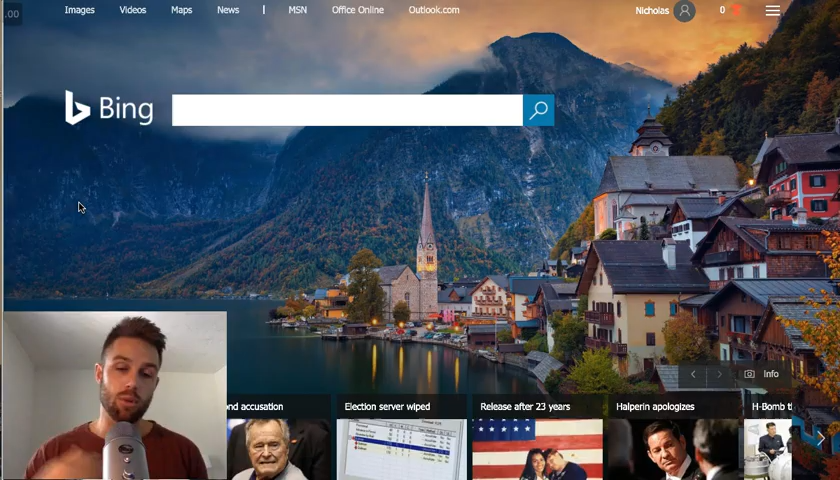 .00
Images Videos Maps News | MSN Office Online Outlook.com Nicholas 0
Bing
Info
ond accusation
Election server wiped
Release after 23 years
Halperin apologizes
H-Bomb t